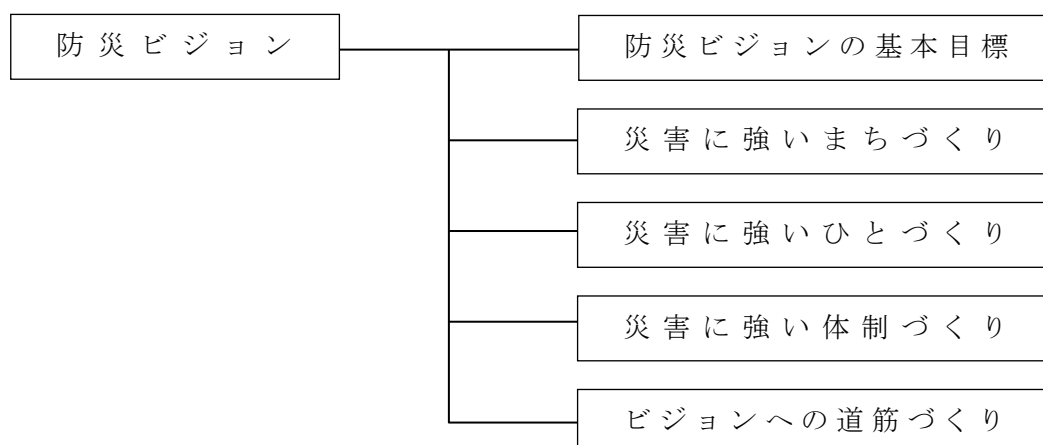 防災ビジョン
防災ビジョンの基本目標
災害に強いまちづくり
災害に強いひとづくり
災害に強い体制づくり
ビジョンへの道筋づくり